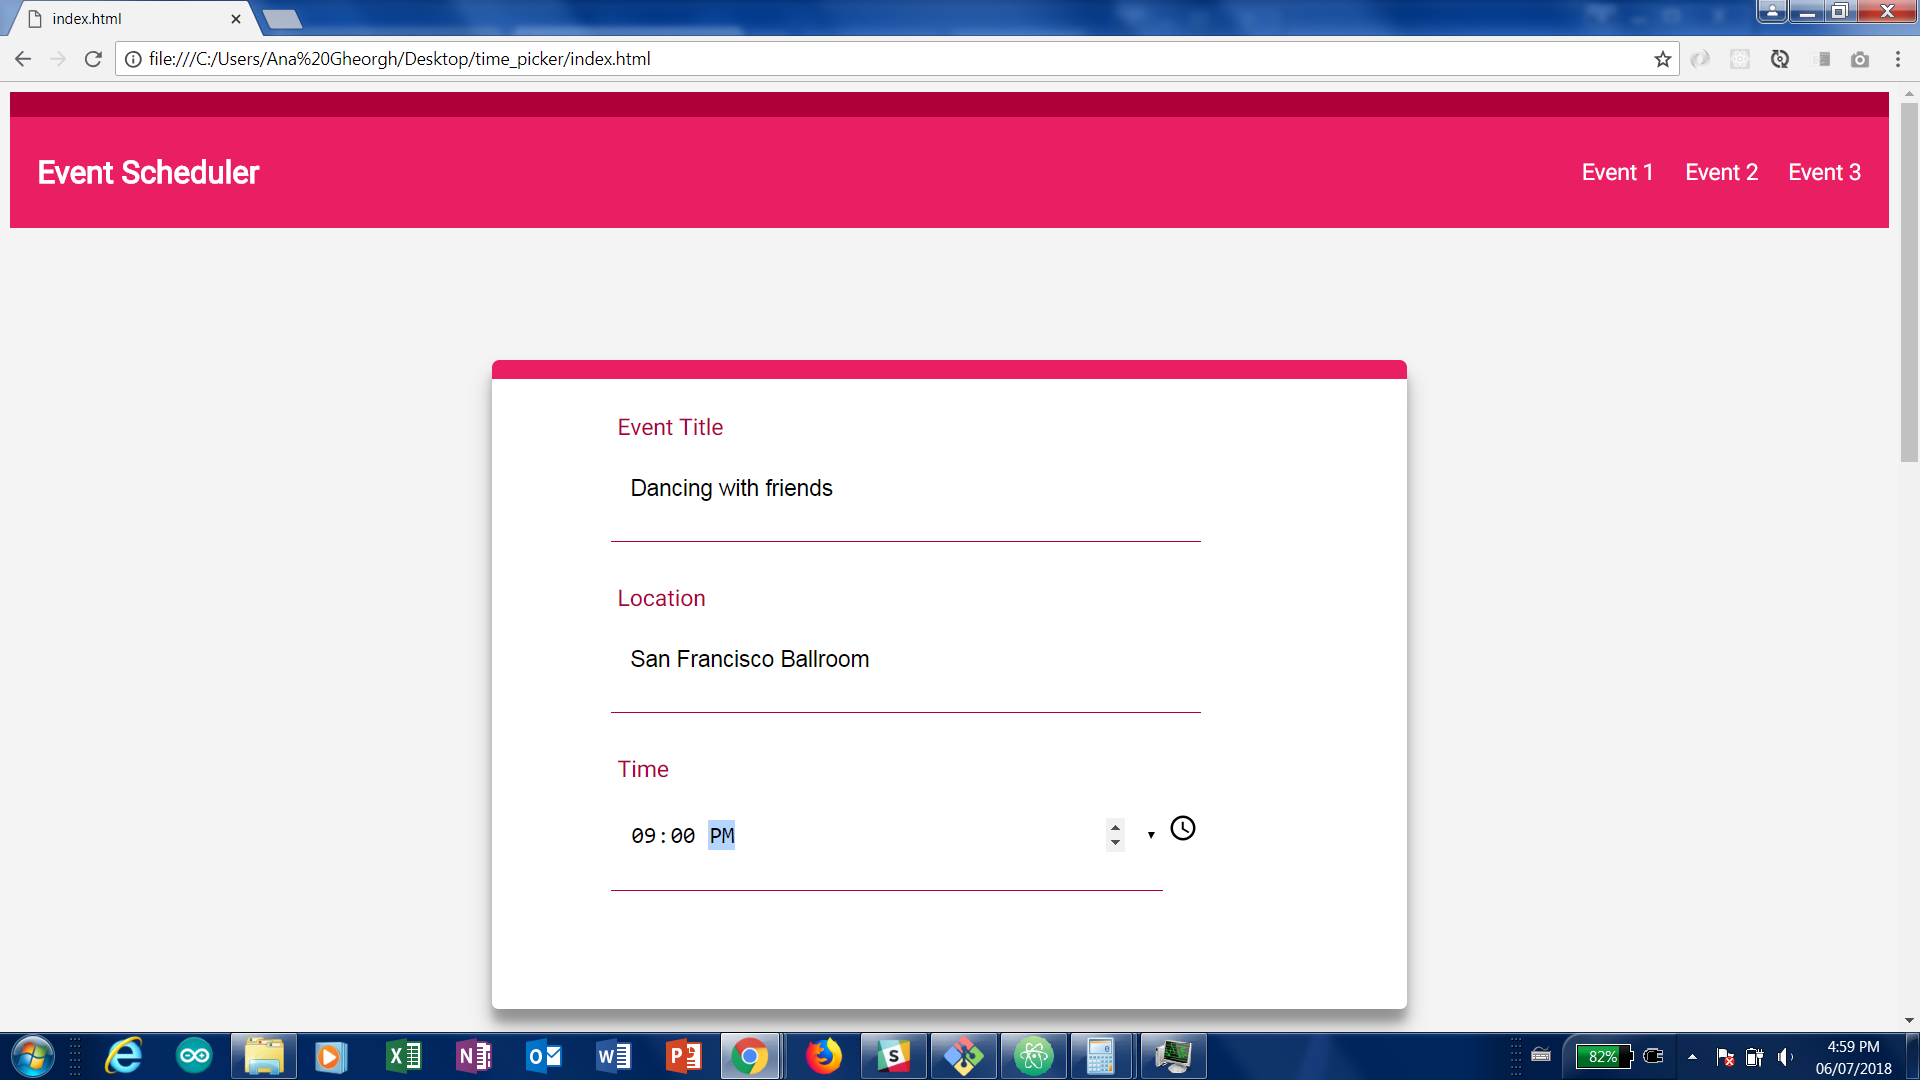 index.html
file:///C:/Users/Ana%20Gheorgh/Desktop/time_picker/index.html
Event Scheduler
Event 1
Event 2
Event 3
Event Title
Dancing with friends
Location
San Francisco Ballroom
Time
09:00 PM
82%
4:59 PM
06/07/2018